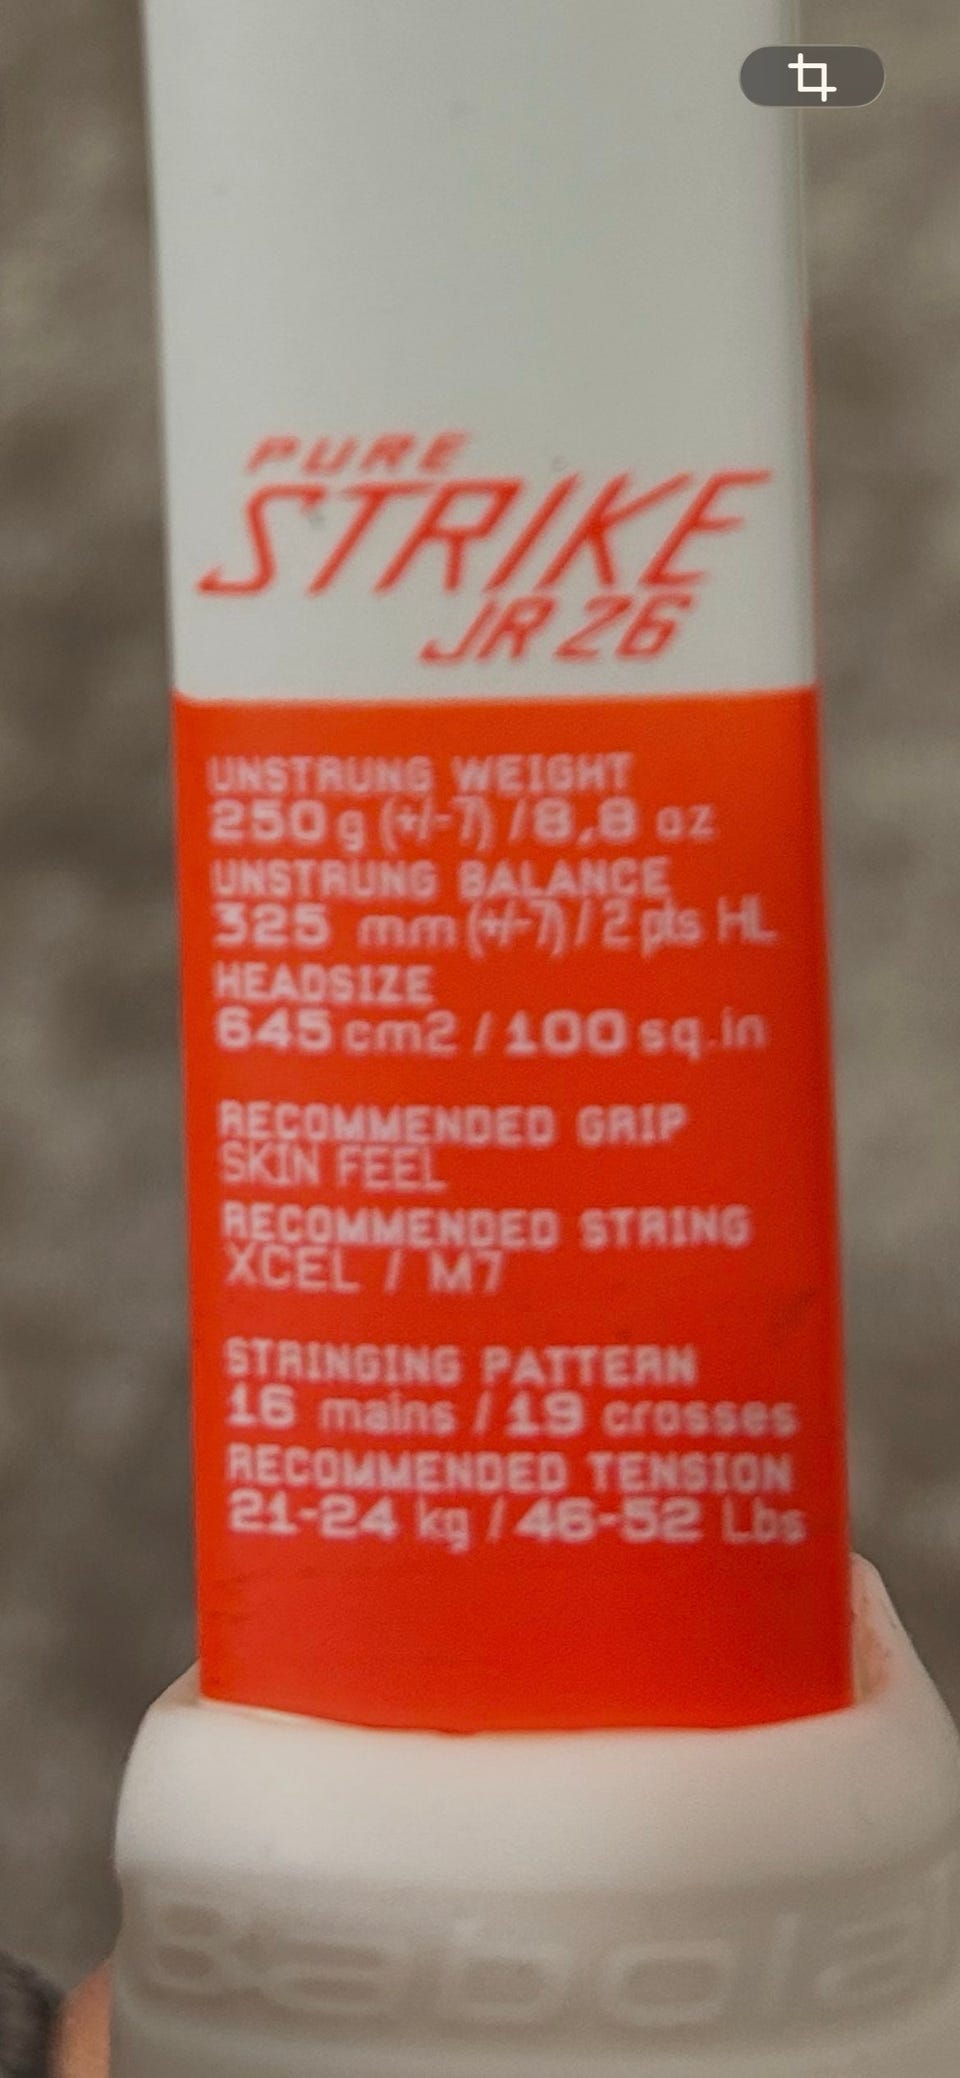 PURE
STRIKE
JR 26
UNSTRUNG WEIGHT
250 g (+/-7) / 8,8 oz
UNSTRUNG BALANCE
325 mm (+/-7) / 2 pts HL
HEADSIZE
645 cm2 / 100 sq.in
RECOMMENDED GRIP
SKIN FEEL
RECOMMENDED STRING
XCEL / M7
STRINGING PATTERN
16 mains / 19 crosses
RECOMMENDED TENSION
21-24 kg / 46-52 Lbs
Babola